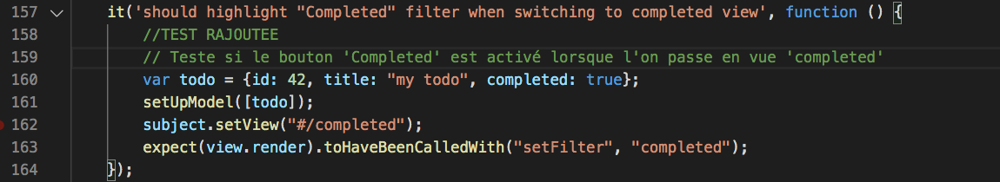 157 it('should highlight "Completed" filter when switching to completed view', function () {
158 //TEST RAJOUTEE
159 // Teste si le bouton 'Completed' est activé lorsque l'on passe en vue 'completed'
160 var todo = {id: 42, title: "my todo", completed: true};
161 setUpModel([todo]);
162 subject.setView("#/completed");
163 expect(view.render).toHaveBeenCalledWith("setFilter", "completed");
164 });